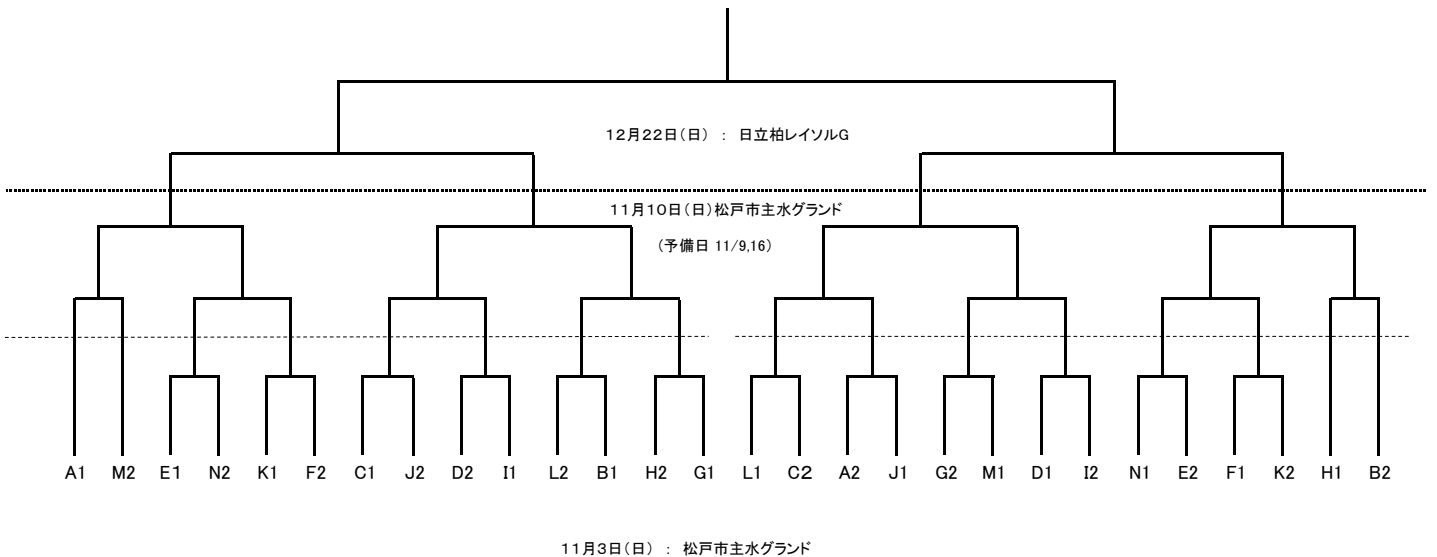 12月22日(日) : 日立柏レイソルG
11月10日(日)松戸市主水グランド
(予備日 11/9,16)
A1 M2 E1 N2 K1 F2 C1 J2 D2 I1 L2 B1 H2 G1 L1 C2 A2 J1 G2 M1 D1 I2 N1 E2 F1 K2 H1 B2
11月3日(日) : 松戸市主水グランド